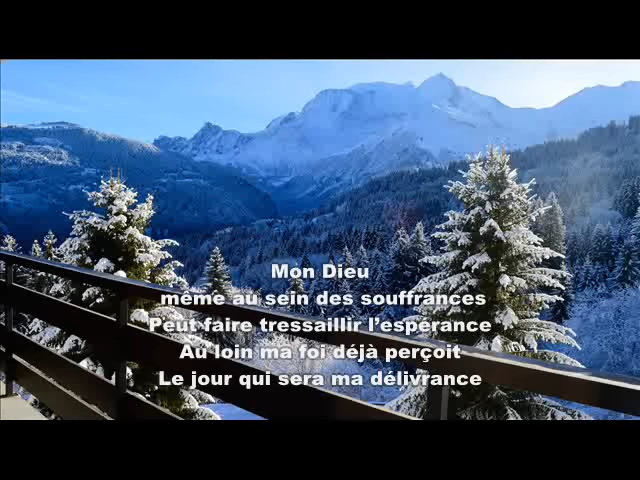 Mon Dieu
même au sein des souffrances
Peut faire tressaillir l’espérance
Au loin ma foi déjà perçoit
Le jour qui sera ma délivrance